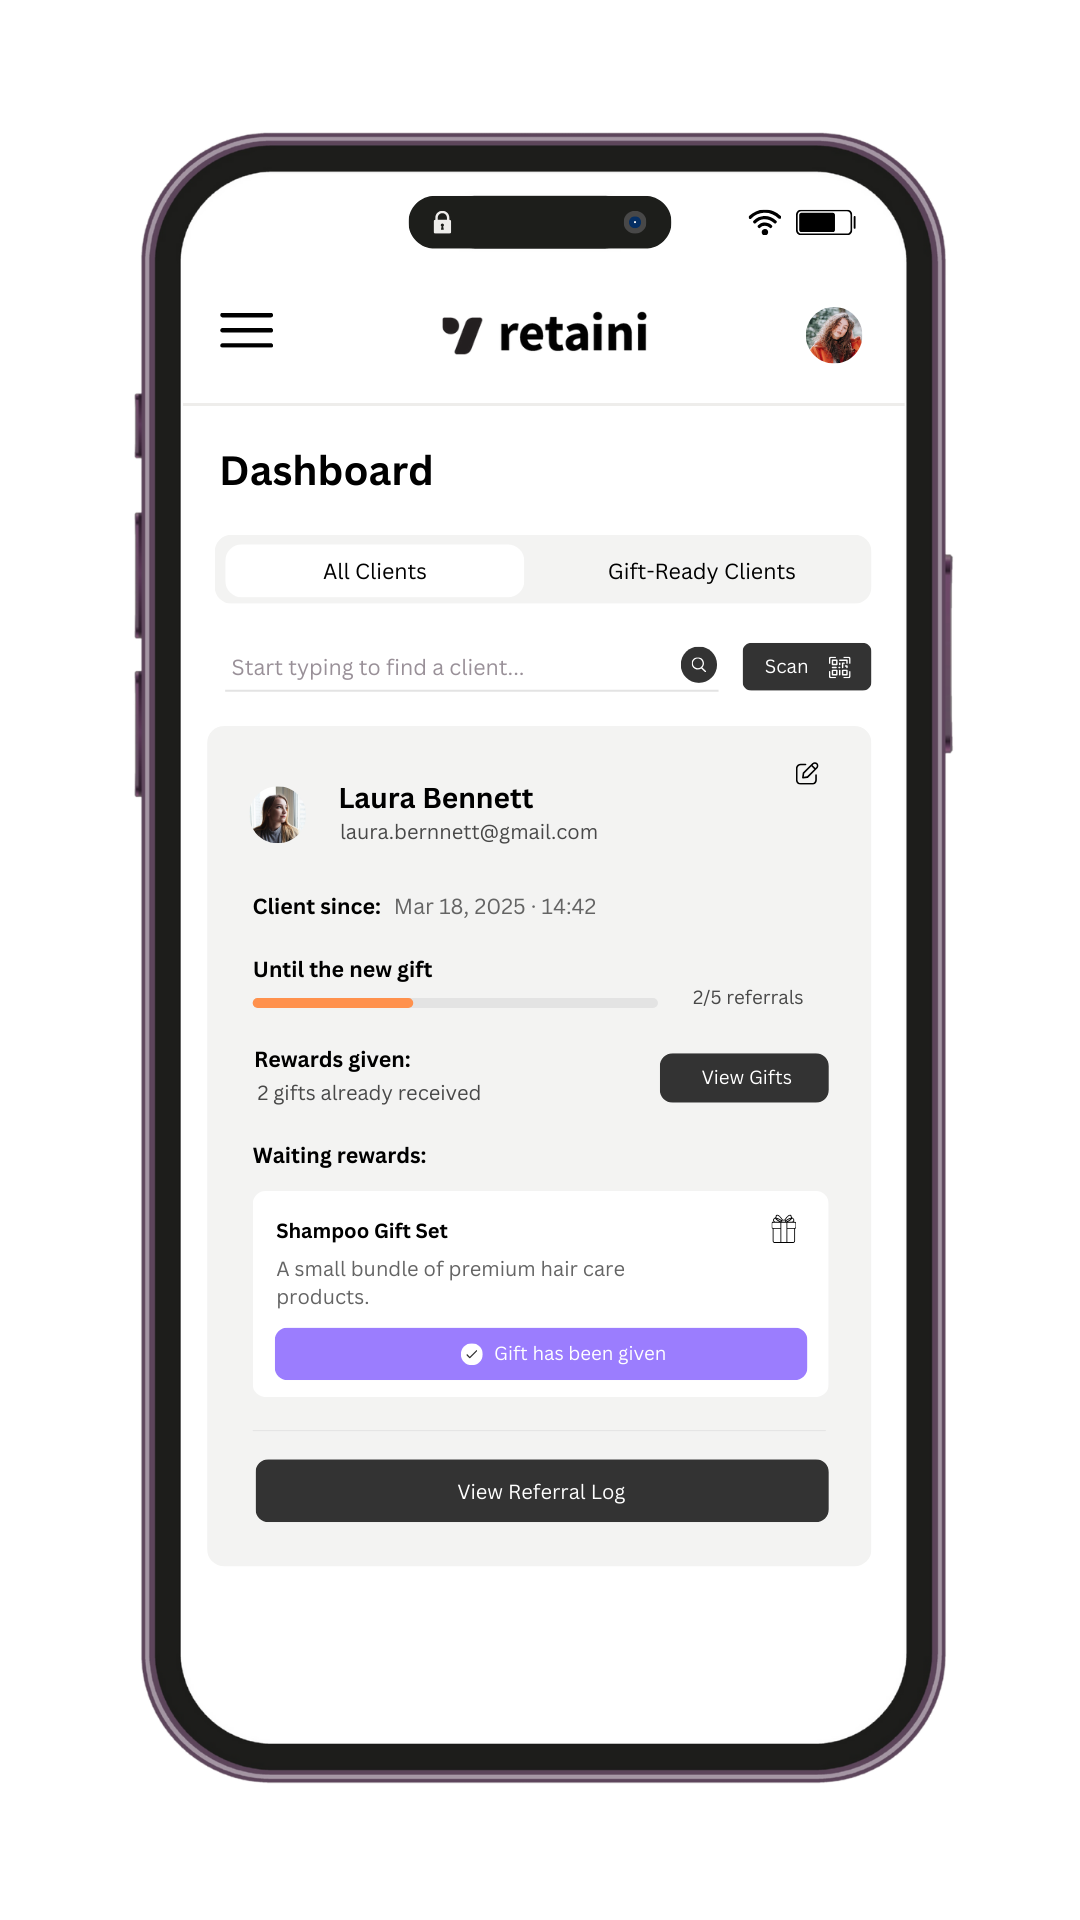 retaini
Dashboard
All Clients
Gift-Ready Clients
Start typing to find a client...
Scan
Laura Bennett
laura.bernnett@gmail.com
Client since: Mar 18, 2025 · 14:42
Until the new gift
2/5 referrals
Rewards given:
2 gifts already received
View Gifts
Waiting rewards:
Shampoo Gift Set
A small bundle of premium hair care
products.
Gift has been given
View Referral Log